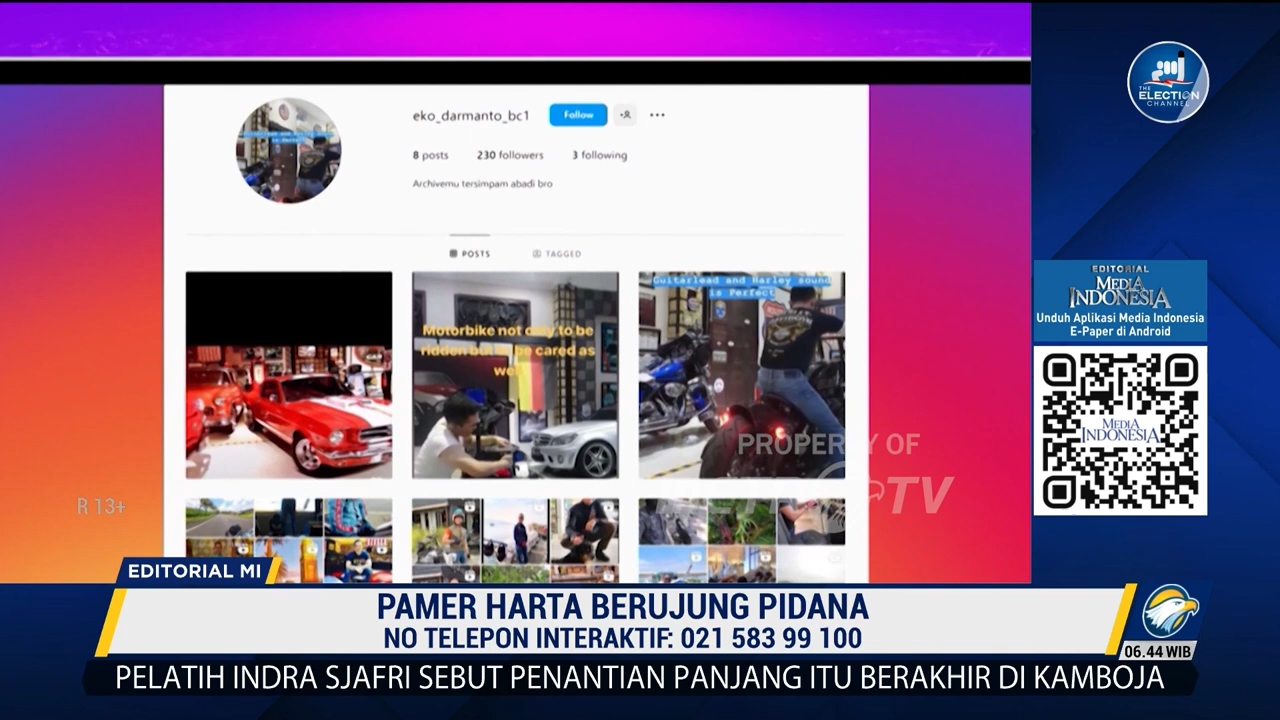 eko_darmanto_bc1
Follow
8 posts 230 followers 3 following
Archivemu tersimpam abadi bro
POSTS TAGGED
Motorbike not only to be
ridden but to be cared as
well
Guitarlead and Harley sound
is Perfect
PROPERTY OF
TV
R 13+
THE
ELECTION
CHANNEL
EDITORIAL
MEDIA
INDONESIA
Unduh Aplikasi Media Indonesia
E-Paper di Android
MEDIA
INDONESIA
EDITORIAL MI
PAMER HARTA BERUJUNG PIDANA
NO TELEPON INTERAKTIF: 021 583 99 100
06.44 WIB
PELATIH INDRA SJAFRI SEBUT PENANTIAN PANJANG ITU BERAKHIR DI KAMBOJA